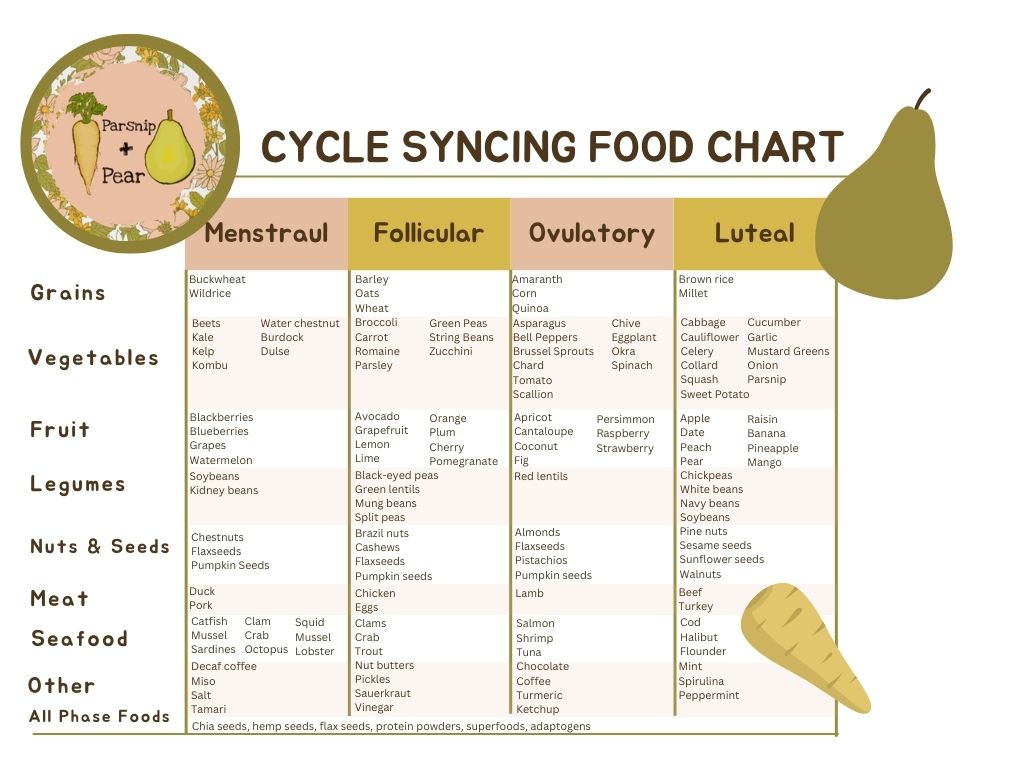 Parsnip
+
Pear
CYCLE SYNCING FOOD CHART
Menstraul Follicular Ovulatory Luteal
Grains
Buckwheat
Wildrice
Barley
Oats
Wheat
Amaranth
Corn
Quinoa
Brown rice
Millet
Vegetables
Beets Water chestnut
Kale Burdock
Kelp Dulse
Kombu
Broccoli Green Peas
Carrot String Beans
Romaine Zucchini
Parsley
Asparagus Chive
Bell Peppers Eggplant
Brussel Sprouts Okra
Chard Spinach
Tomato
Scallion
Cabbage Cucumber
Cauliflower Garlic
Celery Mustard Greens
Collard Onion
Squash Parsnip
Sweet Potato
Fruit
Blackberries
Blueberries
Grapes
Watermelon
Avocado Orange
Grapefruit Plum
Lemon Cherry
Lime Pomegranate
Apricot Persimmon
Cantaloupe Raspberry
Coconut Strawberry
Fig
Apple Raisin
Date Banana
Peach Pineapple
Pear Mango
Legumes
Soybeans
Kidney beans
Black-eyed peas
Green lentils
Mung beans
Split peas
Red lentils
Chickpeas
White beans
Navy beans
Soybeans
Nuts & Seeds
Chestnuts
Flaxseeds
Pumpkin Seeds
Brazil nuts
Cashews
Flaxseeds
Pumpkin seeds
Almonds
Flaxseeds
Pistachios
Pumpkin seeds
Pine nuts
Sesame seeds
Sunflower seeds
Walnuts
Meat
Duck
Pork
Chicken
Eggs
Lamb
Beef
Turkey
Seafood
Catfish Clam Squid
Mussel Crab Mussel
Sardines Octopus Lobster
Clams
Crab
Trout
Salmon
Shrimp
Tuna
Cod
Halibut
Flounder
Other
Decaf coffee
Miso
Salt
Tamari
Nut butters
Pickles
Sauerkraut
Vinegar
Chocolate
Coffee
Turmeric
Ketchup
Mint
Spirulina
Peppermint
All Phase Foods
Chia seeds, hemp seeds, flax seeds, protein powders, superfoods, adaptogens